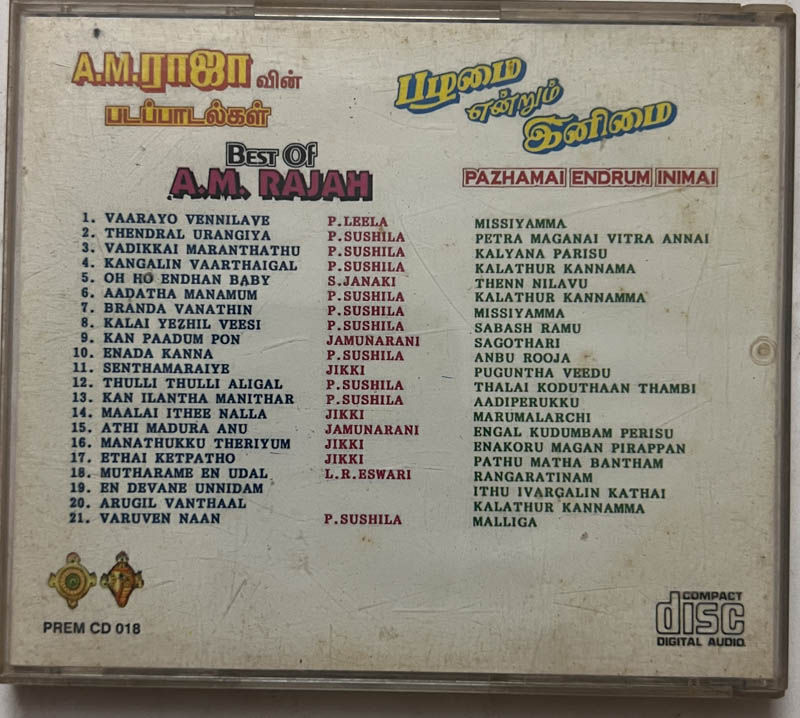 A.M.ராஜா வின்
படப்பாடல்கள்
பழமை
என்றும்
இனிமை
BEST OF
A.M. RAJAH
PAZHAMAI ENDRUM INIMAI
1. VAARAYO VENNILAVE P.LEELA MISSIYAMMA
2. THENDRAL URANGIYA P.SUSHILA PETRA MAGANAI VITRA ANNAI
3. VADIKKAI MARANTHATHU P.SUSHILA KALYANA PARISU
4. KANGALIN VAARTHAIGAL P.SUSHILA KALATHUR KANNAMA
5. OH HO ENDHAN BABY S.JANAKI THENN NILAVU
6. AADATHA MANAMUM P.SUSHILA KALATHUR KANNAMMA
7. BRANDA VANATHIN P.SUSHILA MISSIYAMMA
8. KALAI YEZHIL VEESI P.SUSHILA SABASH RAMU
9. KAN PAADUM PON JAMUNARANI SAGOTHARI
10. ENADA KANNA P.SUSHILA ANBU ROOJA
11. SENTHAMARAIYE JIKKI PUGUNTHA VEEDU
12. THULLI THULLI ALIGAL P.SUSHILA THALAI KODUTHAAN THAMBI
13. KAN ILANTHA MANITHAR P.SUSHILA AADIPERUKKU
14. MAALAI ITHEE NALLA JIKKI MARUMALARCHI
15. ATHI MADURA ANU JAMUNARANI ENGAL KUDUMBAM PERISU
16. MANATHUKKU THERIYUM JIKKI ENAKORU MAGAN PIRAPPAN
17. ETHAI KETPATHO JIKKI PATHU MATHA BANTHAM
18. MUTHARAME EN UDAL L.R.ESWARI RANGARATINAM
19. EN DEVANE UNNIDAM ITHU IVARGALIN KATHAI
20. ARUGIL VANTHAAL KALATHUR KANNAMMA
21. VARUVEN NAAN P.SUSHILA MALLIGA
PREM CD 018
COMPACT
disc
DIGITAL AUDIO